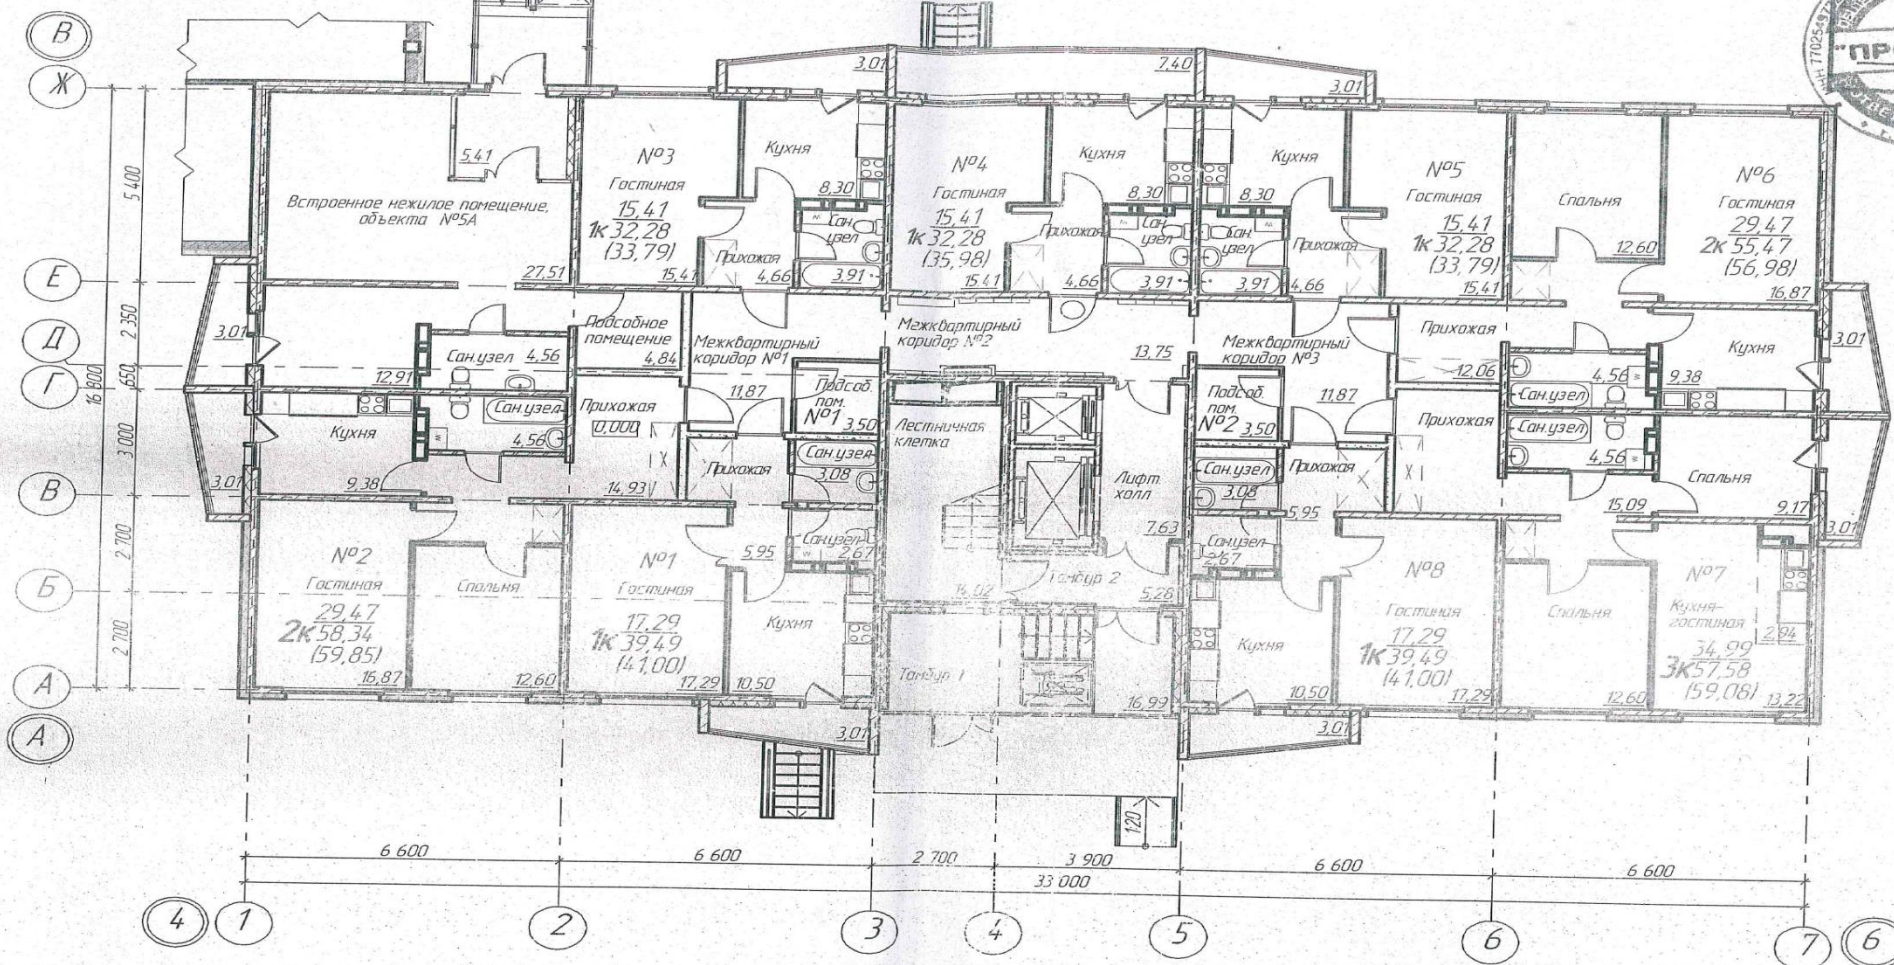 В
Ж
Е
Д
Г
В
Б
А
А
5 400
2 350
650
3 000
2 700
2 700
16 800
3,01
7,40
3,01
5,41
Встроенное нежилое помещение,
объекта №5А
27,51
№3
Гостиная
15,41
1к 32,28
(33,79)
15,41
Кухня
8,30
Сан.
узел
Прихожая
4,66
3,91
№4
Гостиная
15,41
1к 32,28
(35,98)
15,41
Кухня
8,30
Прихожая
Сан.
узел
4,66
3,91
Кухня
8,30
Сан.
узел
Прихожая
3,91
4,66
№5
Гостиная
15,41
1к 32,28
(33,79)
15,41
Спальня
12,60
№6
Гостиная
29,47
2к 55,47
(56,98)
16,87
3,01
12,91
Сан.узел
4,56
Подсобное
помещение
4,84
Межквартирный
коридор №1
11,87
Подсоб.
пом.
№1
3,50
Межквартирный
коридор №2
13,75
Межквартирный
коридор №3
11,87
Подсоб.
пом.
№2
3,50
Прихожая
12,06
4,56
Сан.узел
Кухня
9,38
3,01
Кухня
9,38
3,01
Сан.узел
4,56
Прихожая
0,000
14,93
Прихожая
Сан.узел
3,08
Лестничная
клетка
14,02
Лифт.
холл
7,63
Сан.узел
3,08
Прихожая
5,95
Прихожая
15,09
Сан.узел
4,56
Спальня
9,17
3,01
№2
Гостиная
29,47
2к 58,34
(59,85)
16,87
Спальня
12,60
№1
Гостиная
17,29
1к 39,49
(41,00)
17,29
5,95
Сан.узел
2,67
Кухня
10,50
3,01
Тамбур 2
5,28
Тамбур 1
16,99
Сан.узел
2,67
Кухня
10,50
3,01
№8
Гостиная
17,29
1к 39,49
(41,00)
17,29
Спальня
12,60
№7
Кухня-
гостиная
2,94
34,99
3к 57,58
(59,08)
13,22
120
6 600
6 600
2 700
3 900
6 600
6 600
33 000
4
1
2
3
4
5
6
7
6